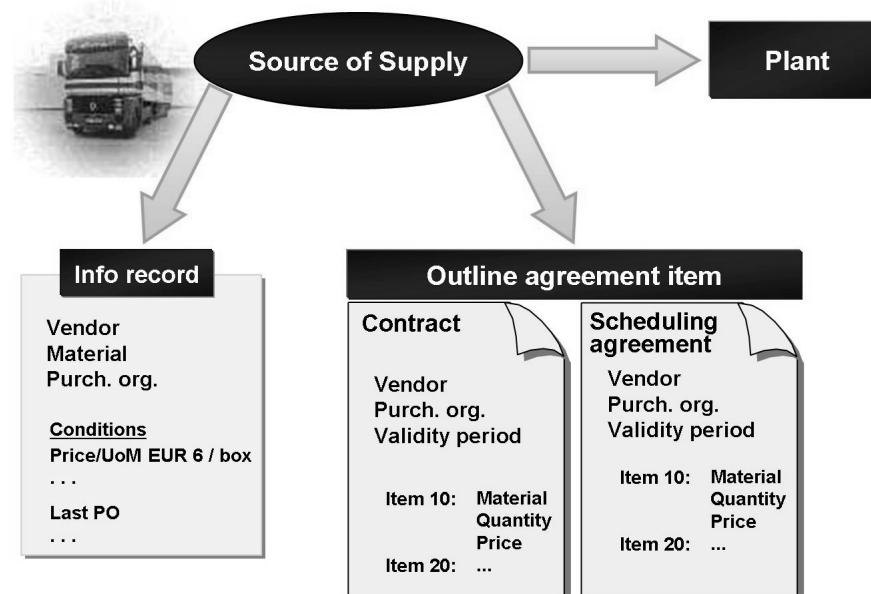 Source of Supply
Plant
Info record
Vendor
Material
Purch. org.
Conditions
Price/UoM EUR 6 / box
. . .
Last PO
. . .
Outline agreement item
Contract
Vendor
Purch. org.
Validity period
Item 10: Material
Quantity
Price
Item 20: ...
Scheduling
agreement
Vendor
Purch. org.
Validity period
Item 10: Material
Quantity
Price
Item 20: ...